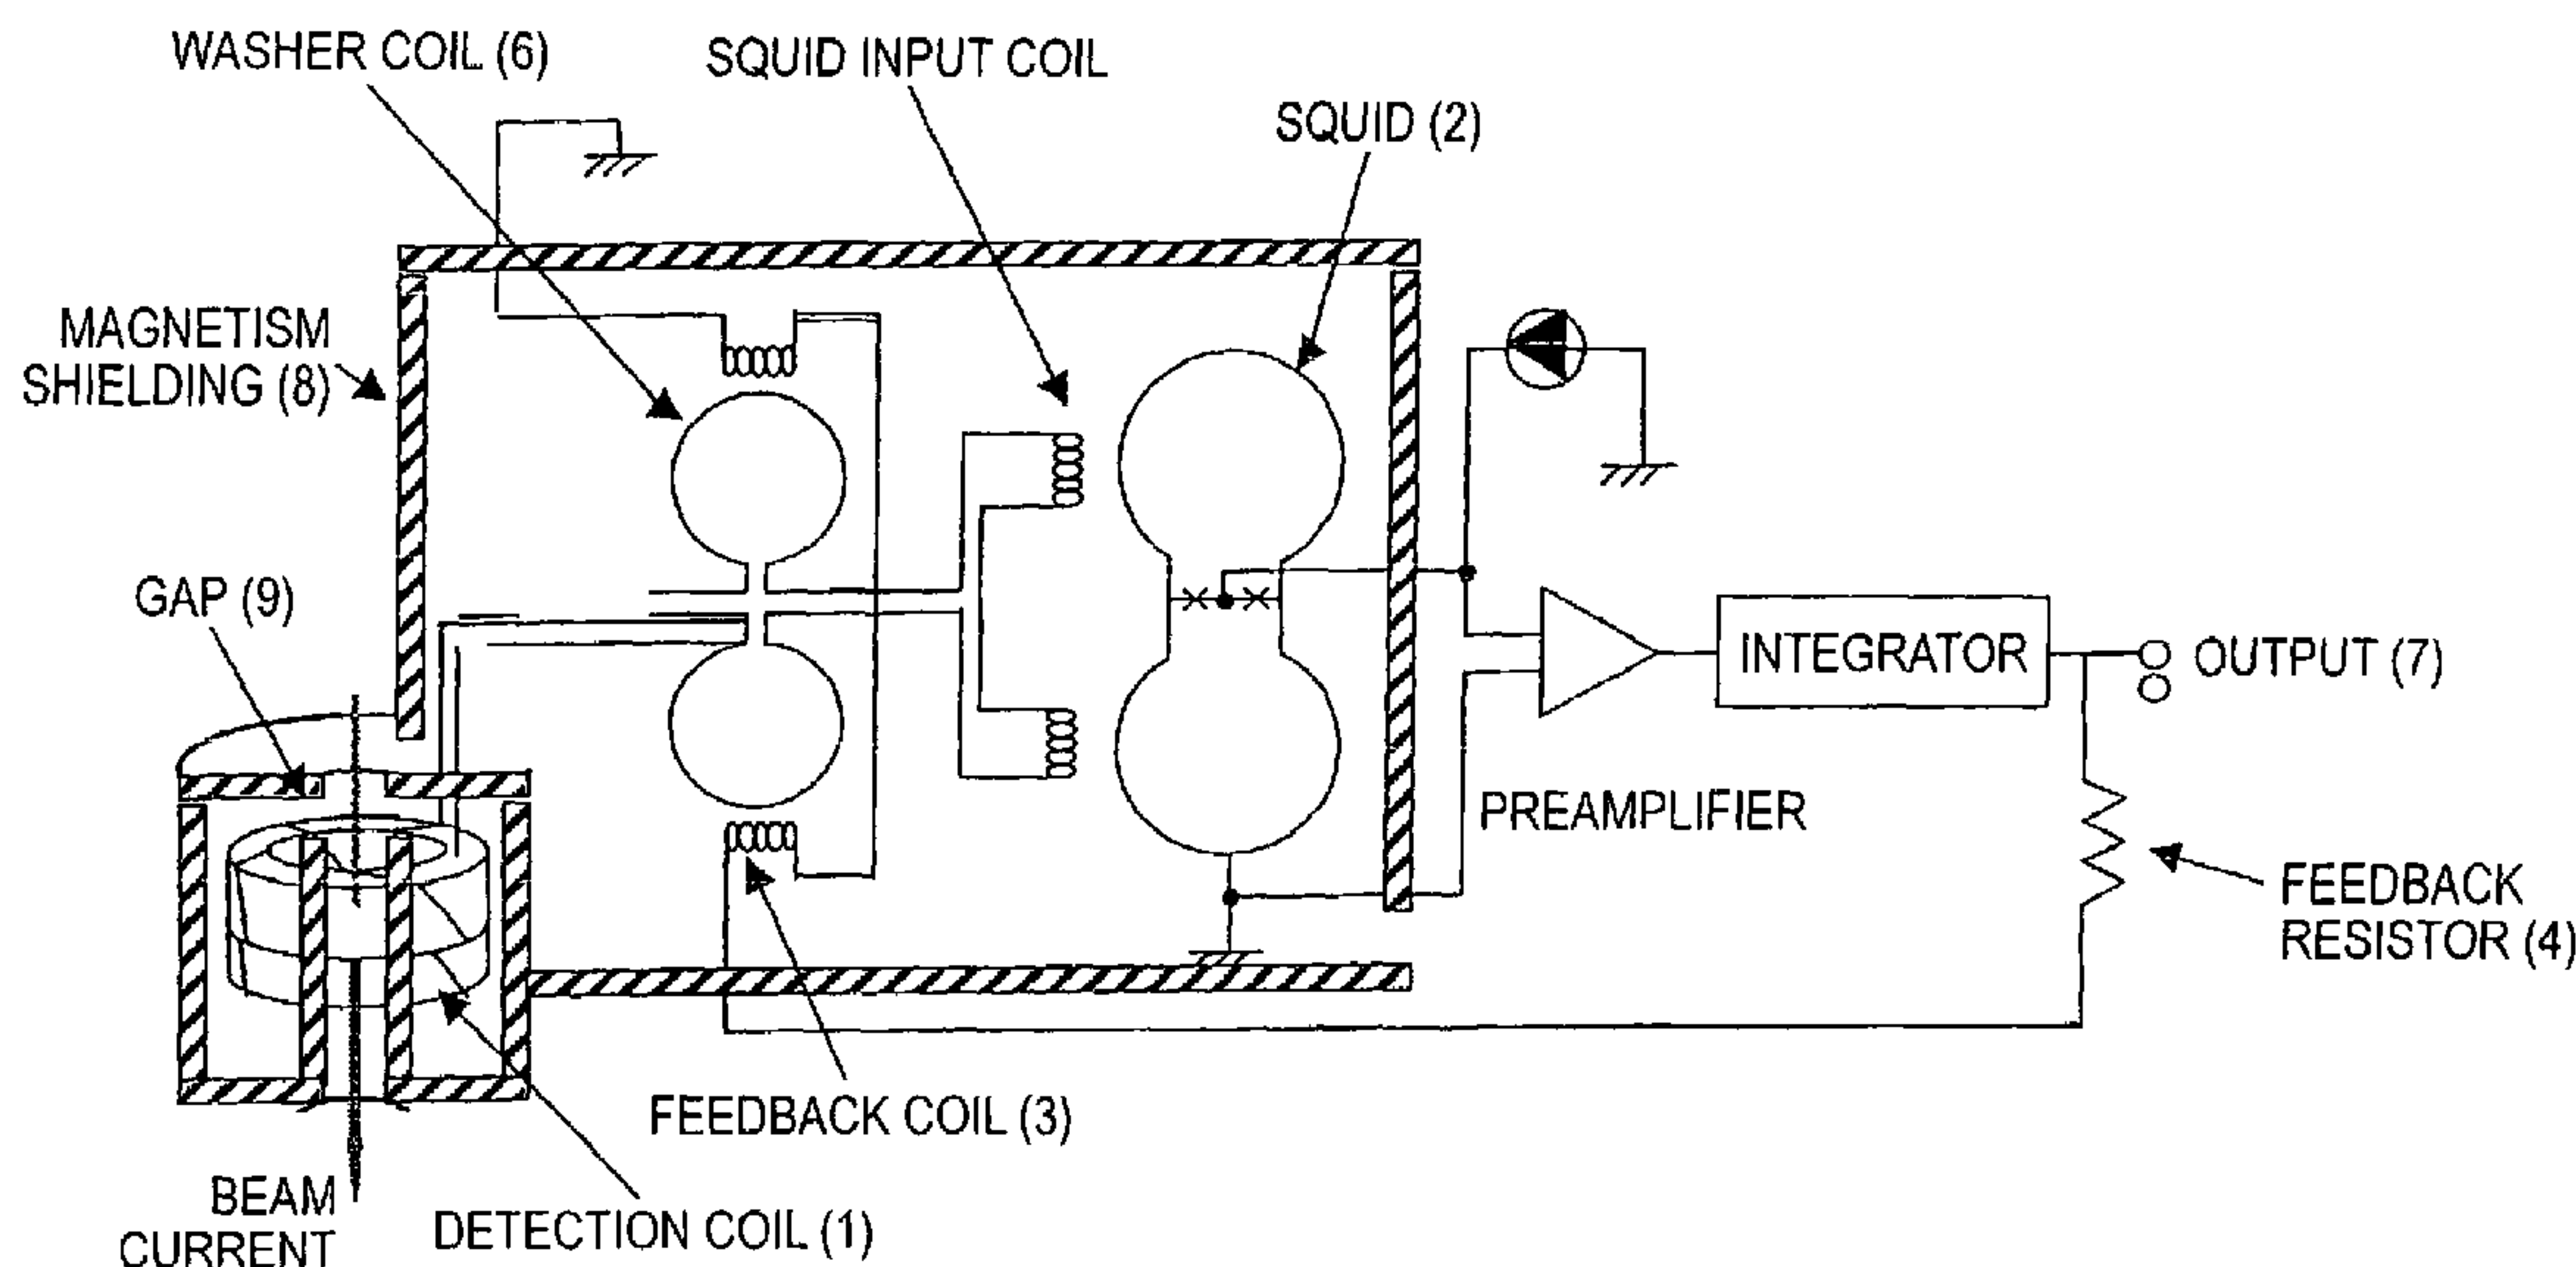 WASHER COIL (6)
SQUID INPUT COIL
SQUID (2)
MAGNETISM
SHIELDING (8)
GAP (9)
INTEGRATOR
OUTPUT (7)
PREAMPLIFIER
FEEDBACK
RESISTOR (4)
FEEDBACK COIL (3)
BEAM
CURRENT
DETECTION COIL (1)